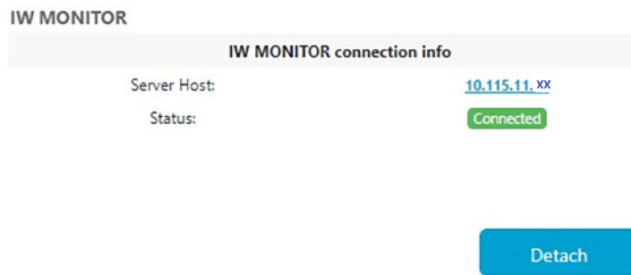 IW MONITOR
IW MONITOR connection info
Server Host: 10.115.11.xx
Status: Connected
Detach